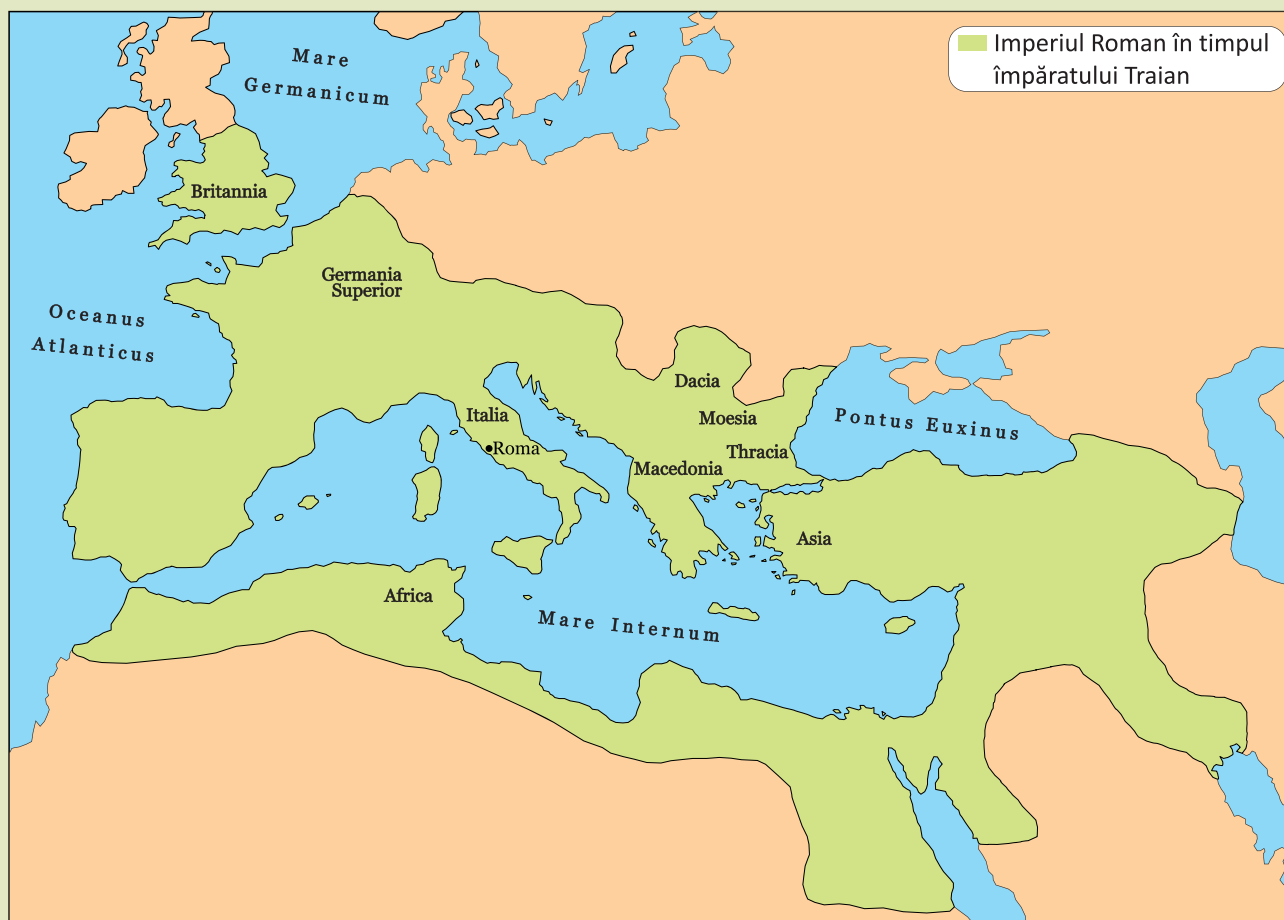 Imperiul Roman în timpul
împăratului Traian
Mare
Germanicum
Britannia
Germania
Superior
Oceanus
Atlanticus
Dacia
Italia
Moesia
Pontus Euxinus
Roma
Thracia
Macedonia
Asia
Africa
Mare Internum